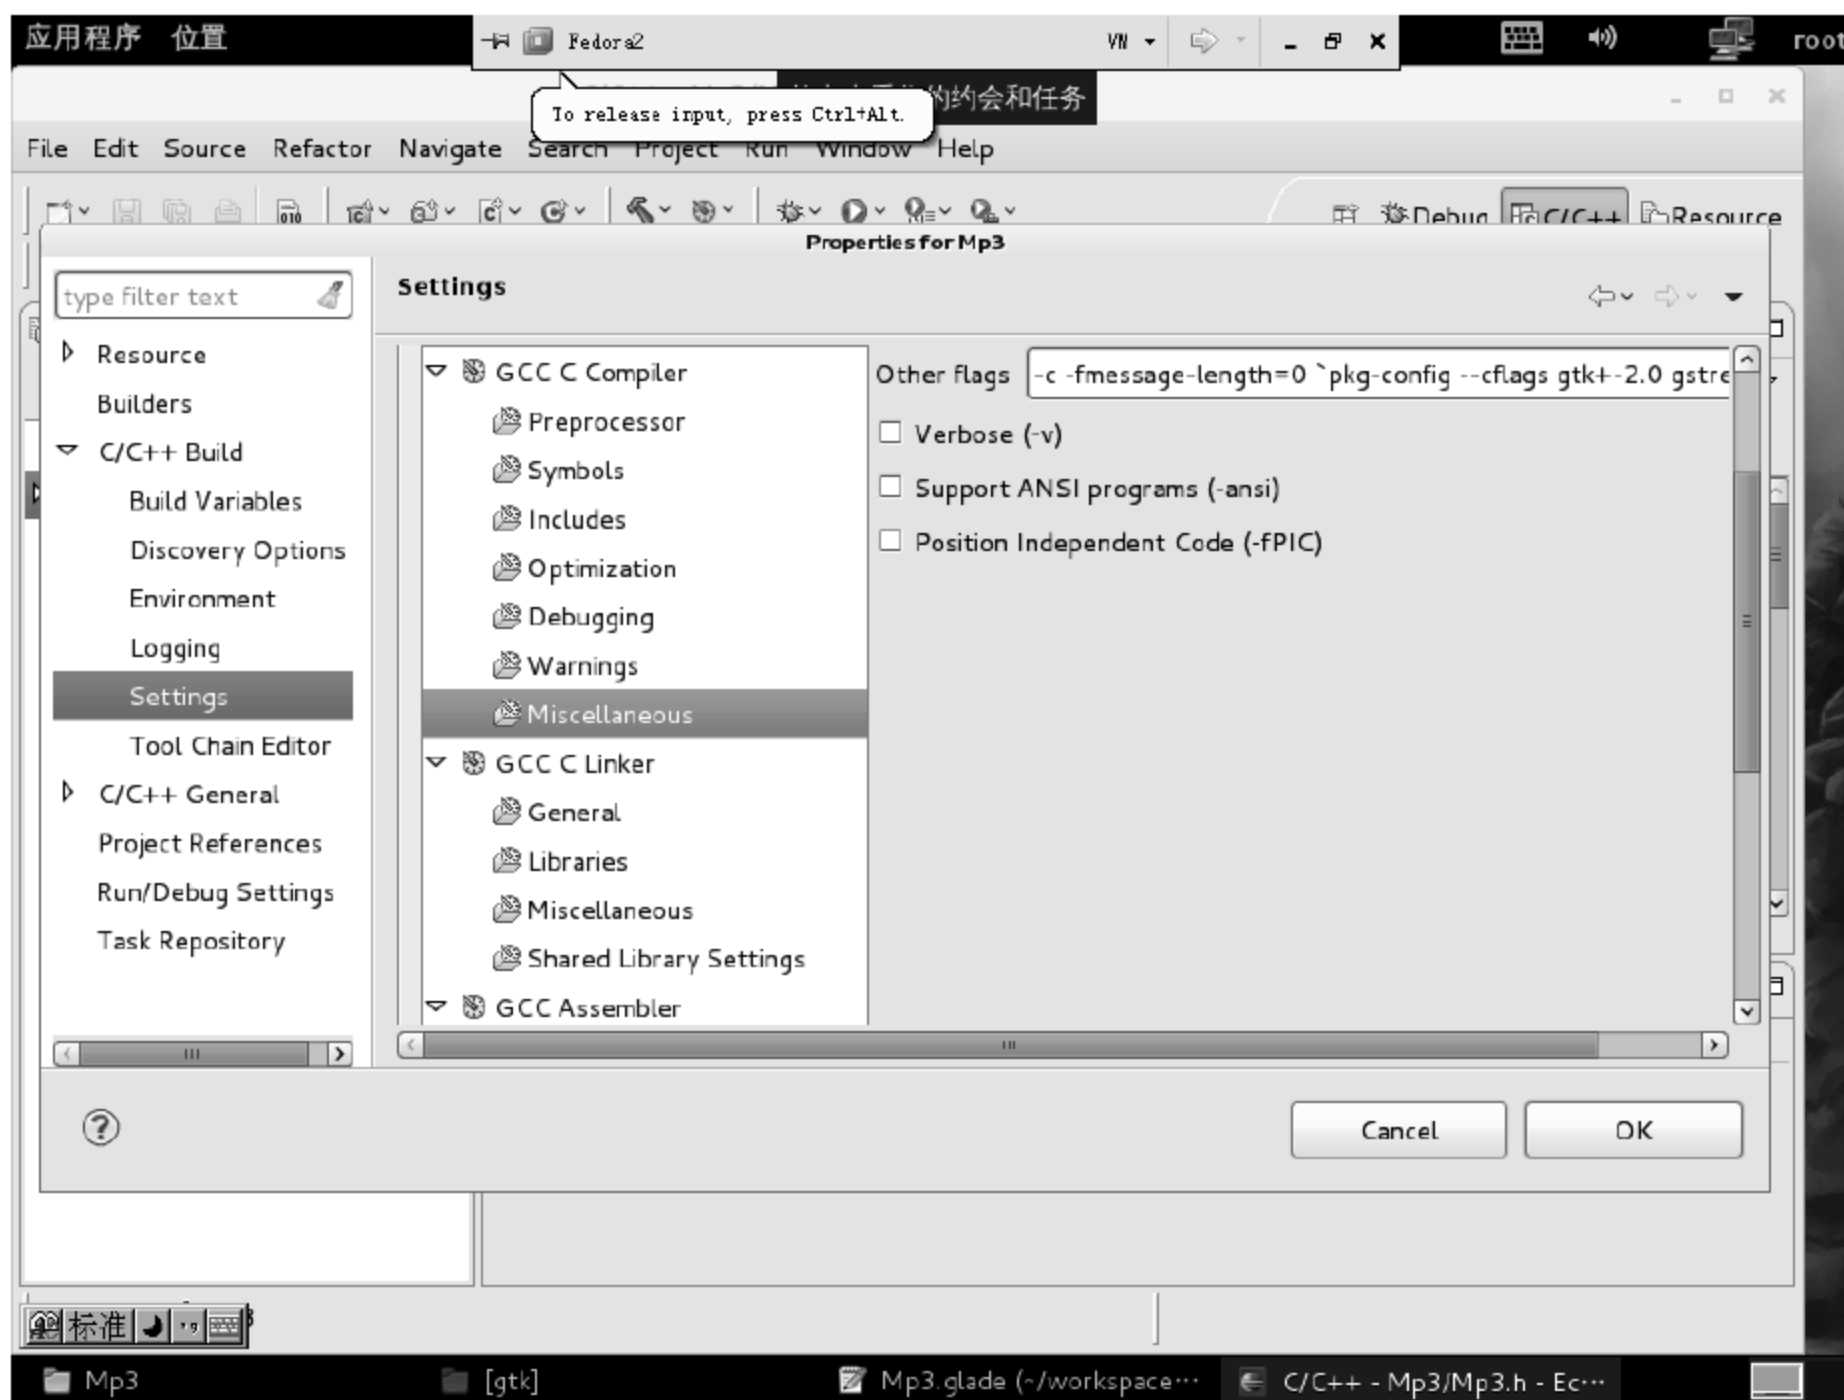 应用程序 位置 Fedora2 VM root
To release input, press Ctrl+Alt. 的约会和任务
File Edit Source Refactor Navigate Search Project Run Window Help
Debug C/C++ Resource
Properties for Mp3
type filter text
Settings
Resource
Builders
C/C++ Build
Build Variables
Discovery Options
Environment
Logging
Settings
Tool Chain Editor
C/C++ General
Project References
Run/Debug Settings
Task Repository
GCC C Compiler
Preprocessor
Symbols
Includes
Optimization
Debugging
Warnings
Miscellaneous
GCC C Linker
General
Libraries
Miscellaneous
Shared Library Settings
GCC Assembler
Other flags -c -fmessage-length=0 `pkg-config --cflags gtk+-2.0 gstre
Verbose (-v)
Support ANSI programs (-ansi)
Position Independent Code (-fPIC)
Cancel OK
标准
Mp3 [gtk] Mp3.glade (~/workspace… C/C++ - Mp3/Mp3.h - Ec…